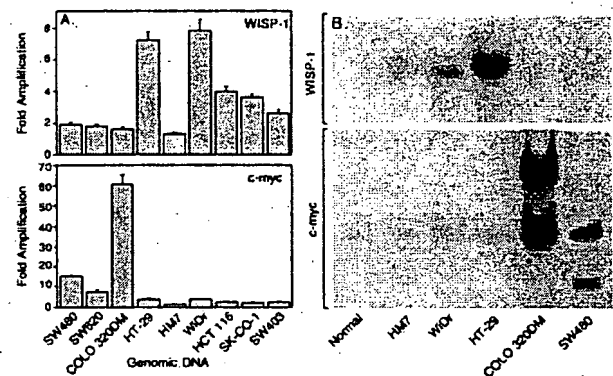 A
WISP-1
Fold Amplification
8
6
4
2
0
c-myc
Fold Amplification
70
60
50
40
30
20
10
0
SW480
SW620
COLO 320DM
HT-29
HM7
WiDr
HCT 116
SK-CO-1
SW403
Genomic DNA
B
WISP-1
c-myc
Normal
HM7
WiDr
HT-29
COLO 320DM
SW480